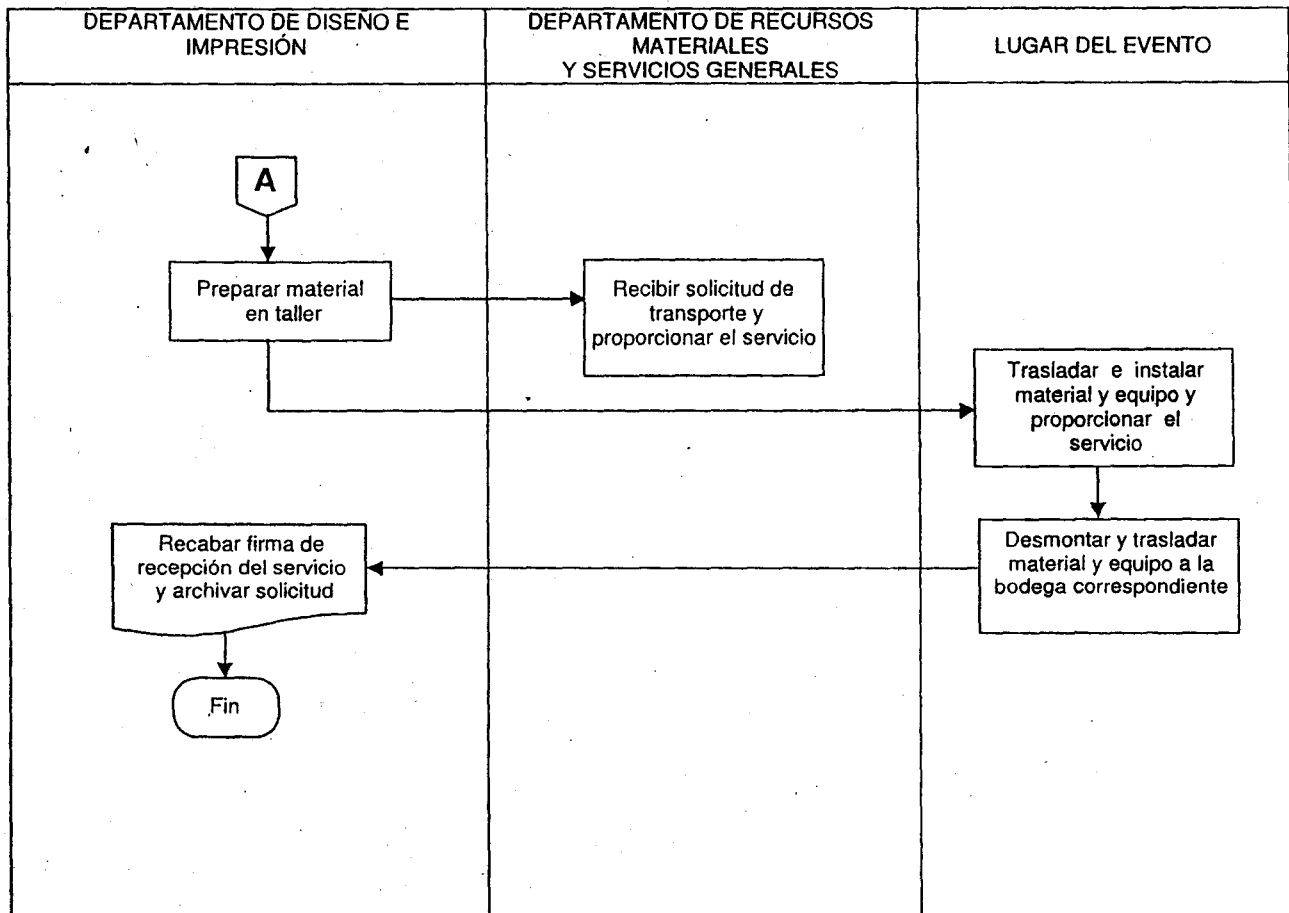 DEPARTAMENTO DE DISEÑO E
IMPRESIÓN
DEPARTAMENTO DE RECURSOS
MATERIALES
Y SERVICIOS GENERALES
LUGAR DEL EVENTO
A
Preparar material
en taller
Recibir solicitud de
transporte y
proporcionar el servicio
Trasladar e instalar
material y equipo y
proporcionar el
servicio
Desmontar y trasladar
material y equipo a la
bodega correspondiente
Recabar firma de
recepción del servicio
y archivar solicitud
Fin